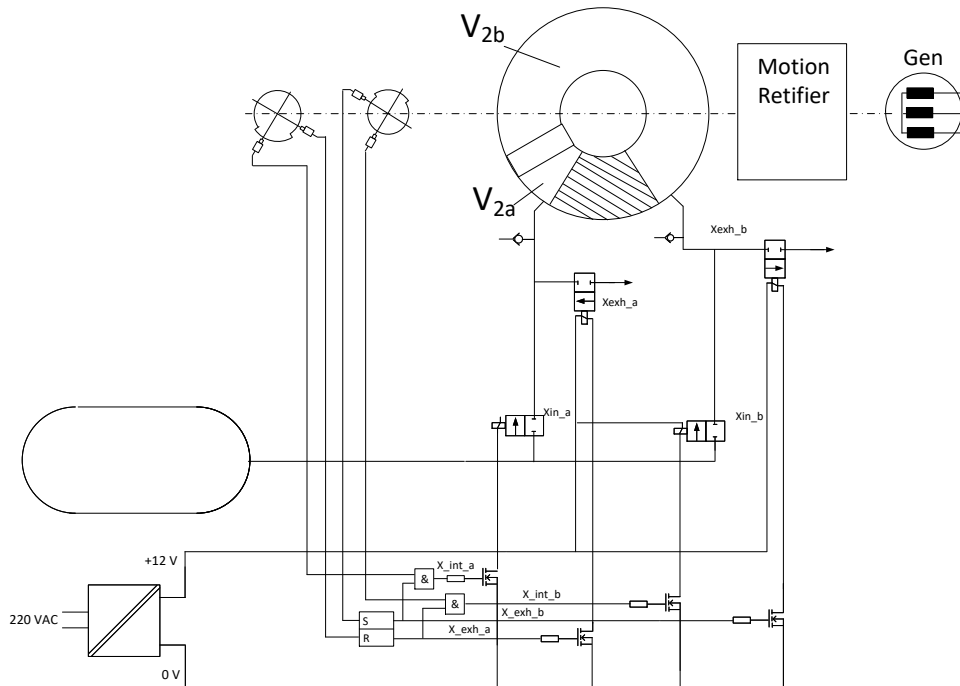 V2b
Motion
Retifier
Gen
V2a
Xexh_b
Xexh_a
Xin_a
Xin_b
+12 V
220 VAC
0 V
&
X_int_a
&
X_int_b
S
X_exh_b
R
X_exh_a